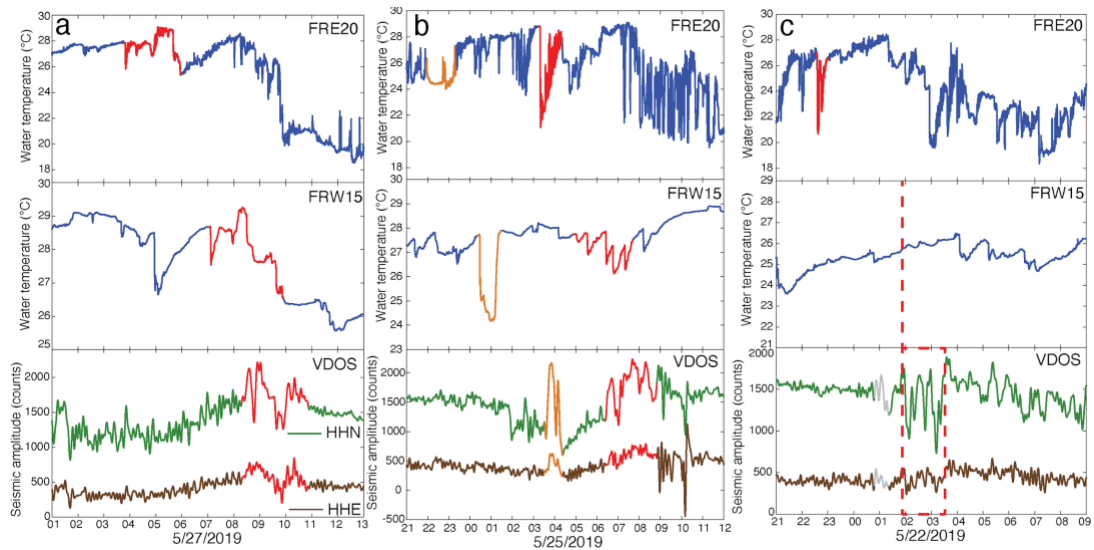 a
FRE20
Water temperature (°C)
30
28
26
24
22
20
18
FRW15
Water temperature (°C)
30
29
28
27
26
25
VDOS
Seismic amplitude (counts)
2000
1500
1000
500
0
HHN
HHE
01 02 03 04 05 06 07 08 09 10 11 12 13
5/27/2019
b
FRE20
Water temperature (°C)
30
28
26
24
22
20
18
FRW15
Water temperature (°C)
30
29
28
27
26
25
24
23
VDOS
Seismic amplitude (counts)
2000
1500
1000
500
0
-500
21 22 23 00 01 02 03 04 05 06 07 08 09 10 11 12
5/25/2019
c
FRE20
Water temperature (°C)
30
28
26
24
22
20
18
FRW15
Water temperature (°C)
29
28
27
26
25
24
23
22
21
VDOS
Seismic amplitude (counts)
2000
1500
1000
500
0
21 22 23 00 01 02 03 04 05 06 07 08 09
5/22/2019